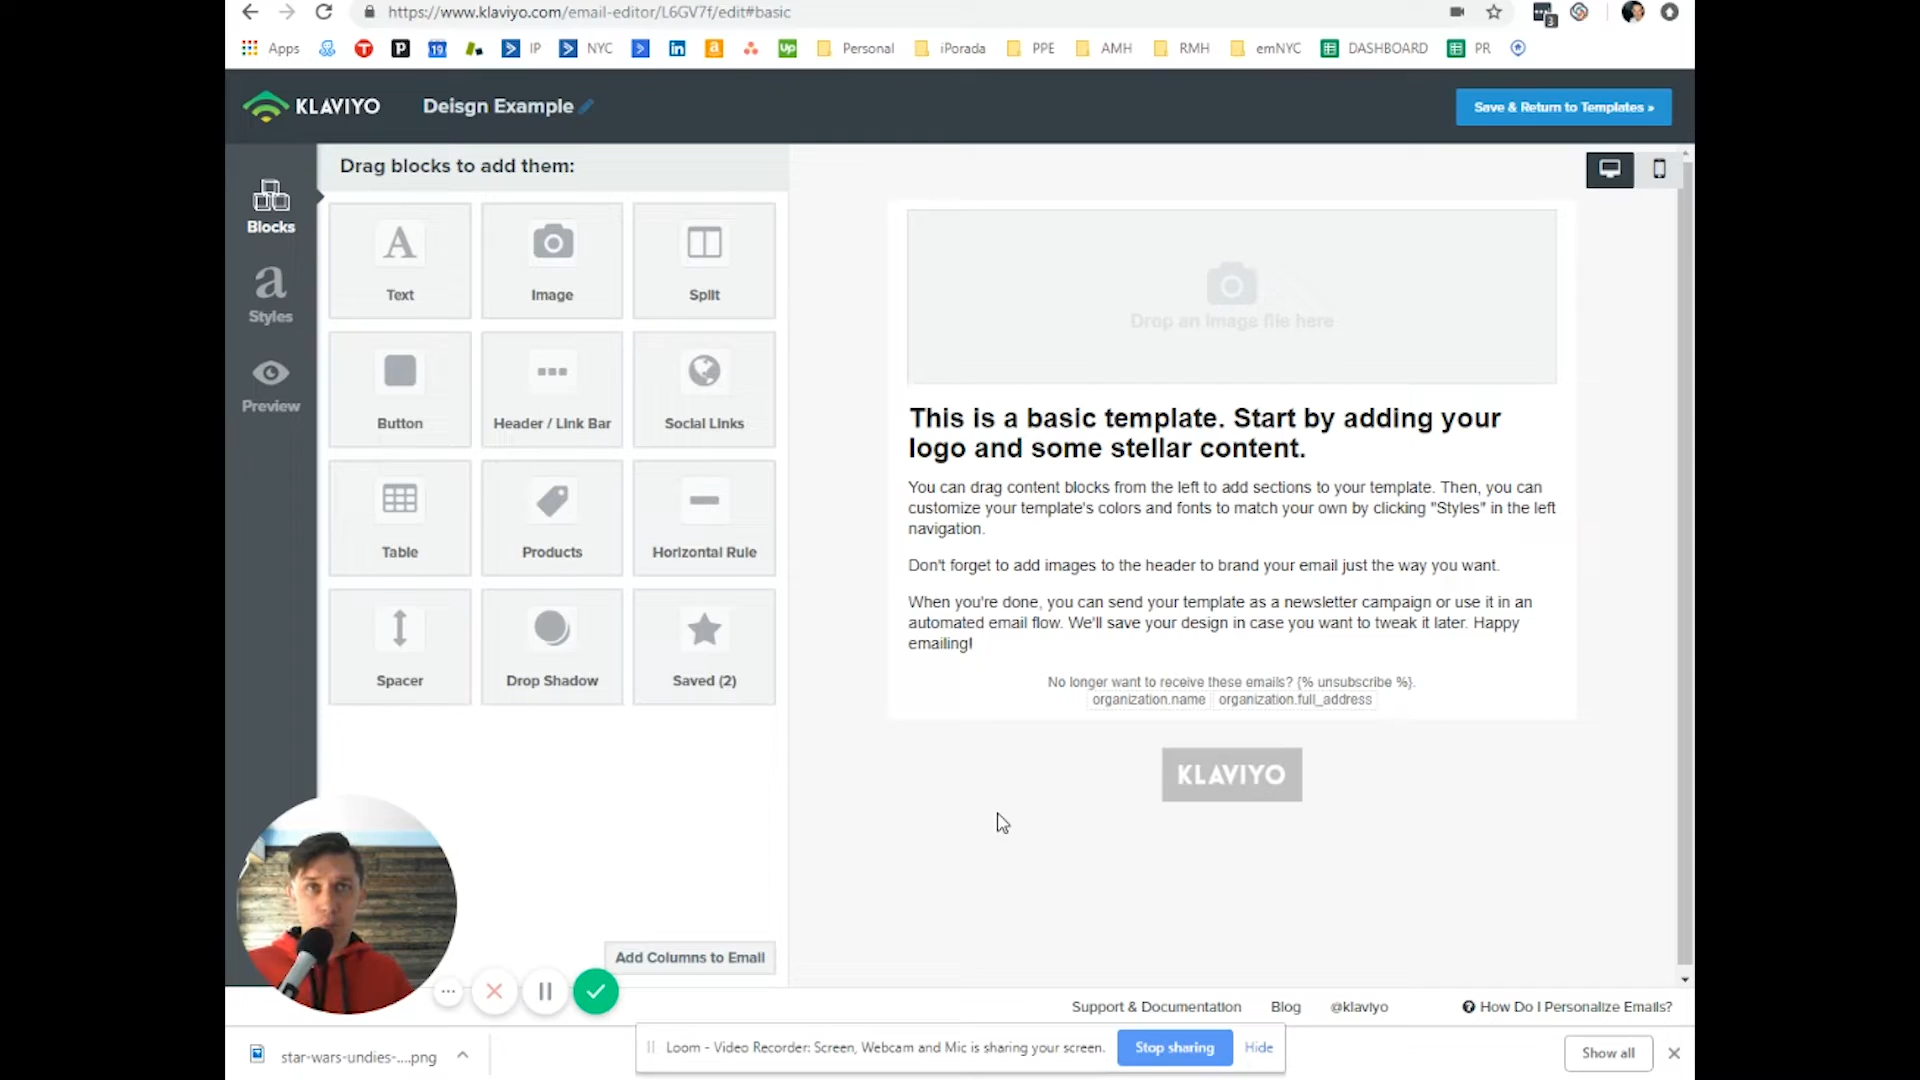 https://www.klaviyo.com/email-editor/L6GV7f/edit#basic
3
Apps 19 IP NYC in a Up Personal iPorada PPE AMH RMH emNYC DASHBOARD PR
KLAVIYO Deisgn Example Save & Return to Templates »
Blocks
Styles
Preview
Drag blocks to add them:
Text Image Split
Button Header / Link Bar Social Links
Table Products Horizontal Rule
Spacer Drop Shadow Saved (2)
Add Columns to Email
Drop an image file here
This is a basic template. Start by adding your
logo and some stellar content.
You can drag content blocks from the left to add sections to your template. Then, you can
customize your template's colors and fonts to match your own by clicking "Styles" in the left
navigation.
Don't forget to add images to the header to brand your email just the way you want.
When you're done, you can send your template as a newsletter campaign or use it in an
automated email flow. We'll save your design in case you want to tweak it later. Happy
emailing!
No longer want to receive these emails? {% unsubscribe %}.
organization.name organization.full_address
KLAVIYO
Support & Documentation Blog @klaviyo How Do I Personalize Emails?
star-wars-undies-....png
Loom - Video Recorder: Screen, Webcam and Mic is sharing your screen. Stop sharing Hide
Show all